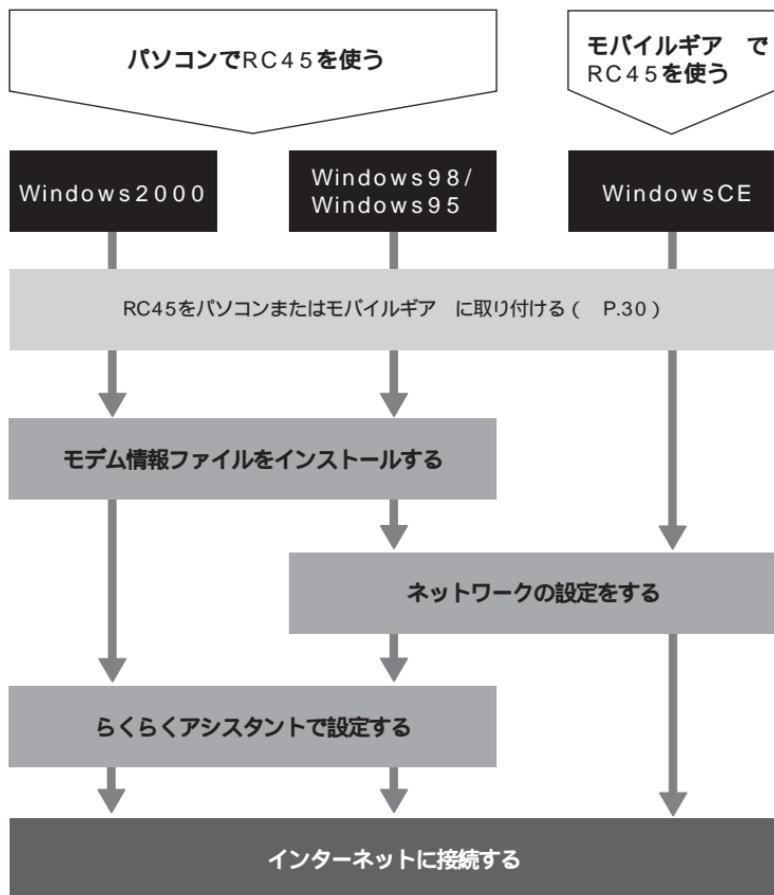 パソコンでRC45を使う
モバイルギア　で
RC45を使う
Windows2000
Windows98/
Windows95
WindowsCE
RC45をパソコンまたはモバイルギア　に取り付ける（　P.30）
モデム情報ファイルをインストールする
ネットワークの設定をする
らくらくアシスタントで設定する
インターネットに接続する